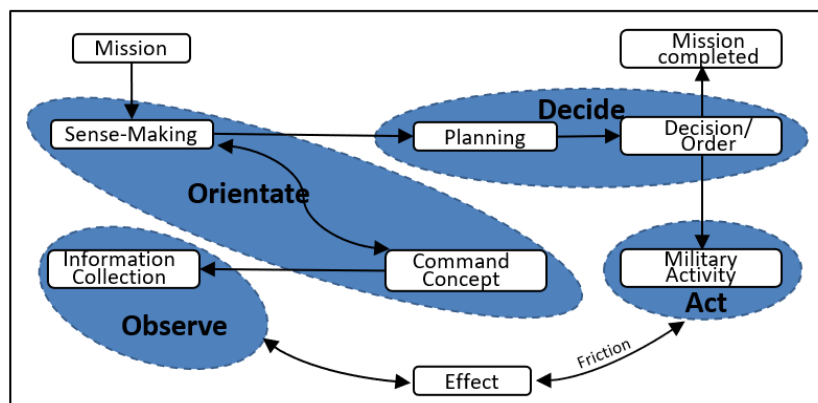 Mission
Mission
completed
Decide
Sense-Making
Planning
Decision/
Order
Orientate
Information
Collection
Command
Concept
Military
Activity
Observe
Act
Friction
Effect